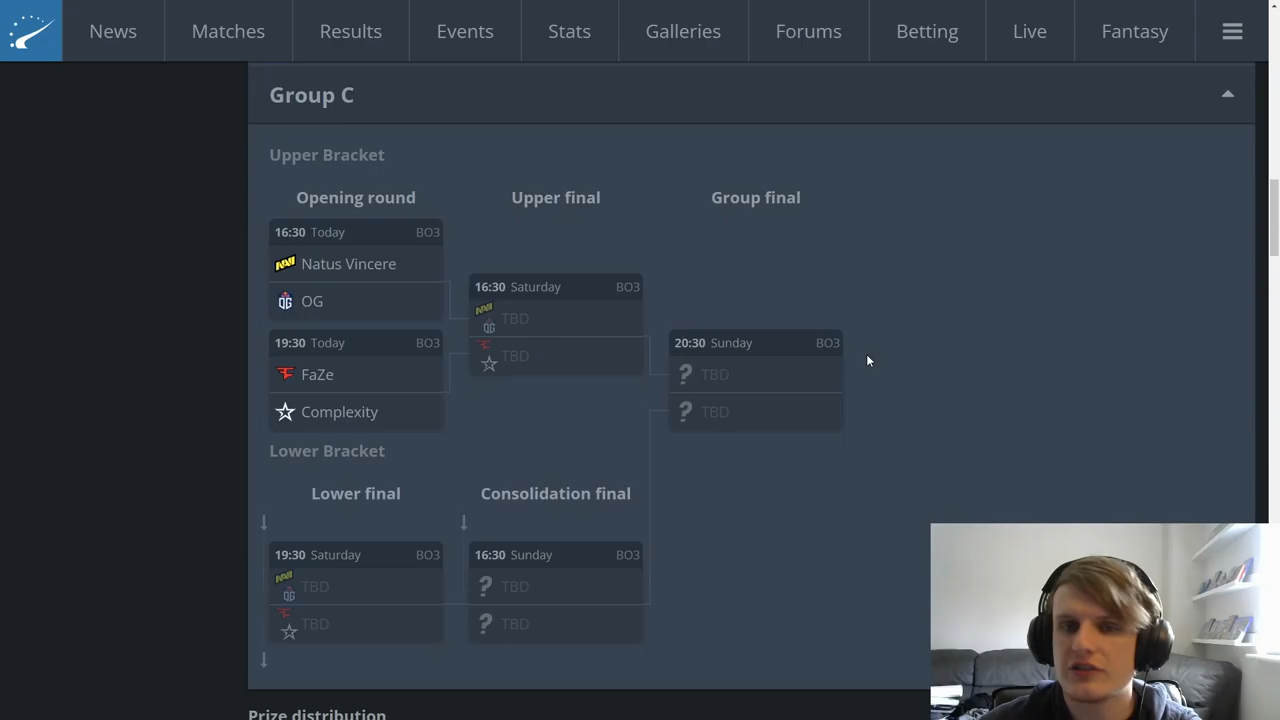 News Matches Results Events Stats Galleries Forums Betting Live Fantasy
Group C
Upper Bracket
Opening round Upper final Group final
16:30 Today BO3
Natus Vincere
OG
19:30 Today BO3
FaZe
Complexity
16:30 Saturday BO3
TBD
TBD
20:30 Sunday BO3
? TBD
? TBD
Lower Bracket
Lower final Consolidation final
19:30 Saturday BO3
TBD
TBD
16:30 Sunday BO3
? TBD
? TBD
Prize distribution